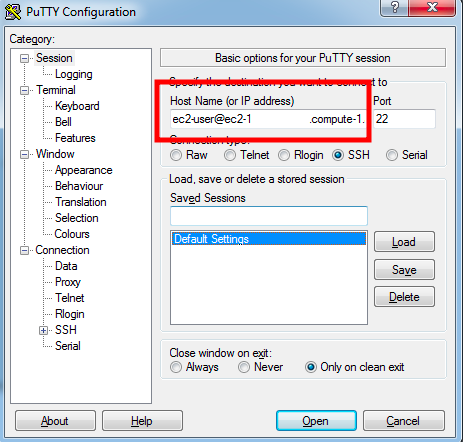 PuTTY Configuration
Category:
Session
Logging
Terminal
Keyboard
Bell
Features
Window
Appearance
Behaviour
Translation
Selection
Colours
Connection
Data
Proxy
Telnet
Rlogin
SSH
Serial
Basic options for your PuTTY session
Specify the destination you want to connect to
Host Name (or IP address) Port
ec2-user@ec2-1 .compute-1. 22
Connection type:
Raw Telnet Rlogin SSH Serial
Load, save or delete a stored session
Saved Sessions
Default Settings
Load
Save
Delete
Close window on exit:
Always Never Only on clean exit
About Help Open Cancel